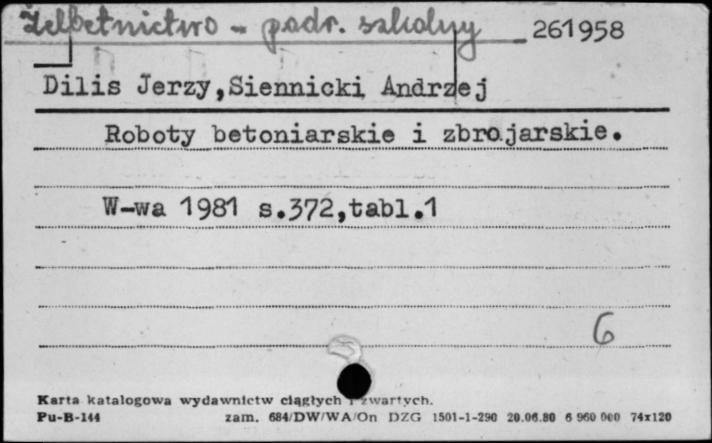 Żelbetnictwo - podr. szkolny 261958
Dilis Jerzy,Siennicki Andrzej
Roboty betoniarskie i zbrojarskie.
W-wa 1981 s.372,tabl.1
6
Karta katalogowa wydawnictw ciągłych i zwartych.
Pu-B-144 zam. 684/DW/WA/On DZG 1501-1-290 20.06.80 6 960 000 74x120